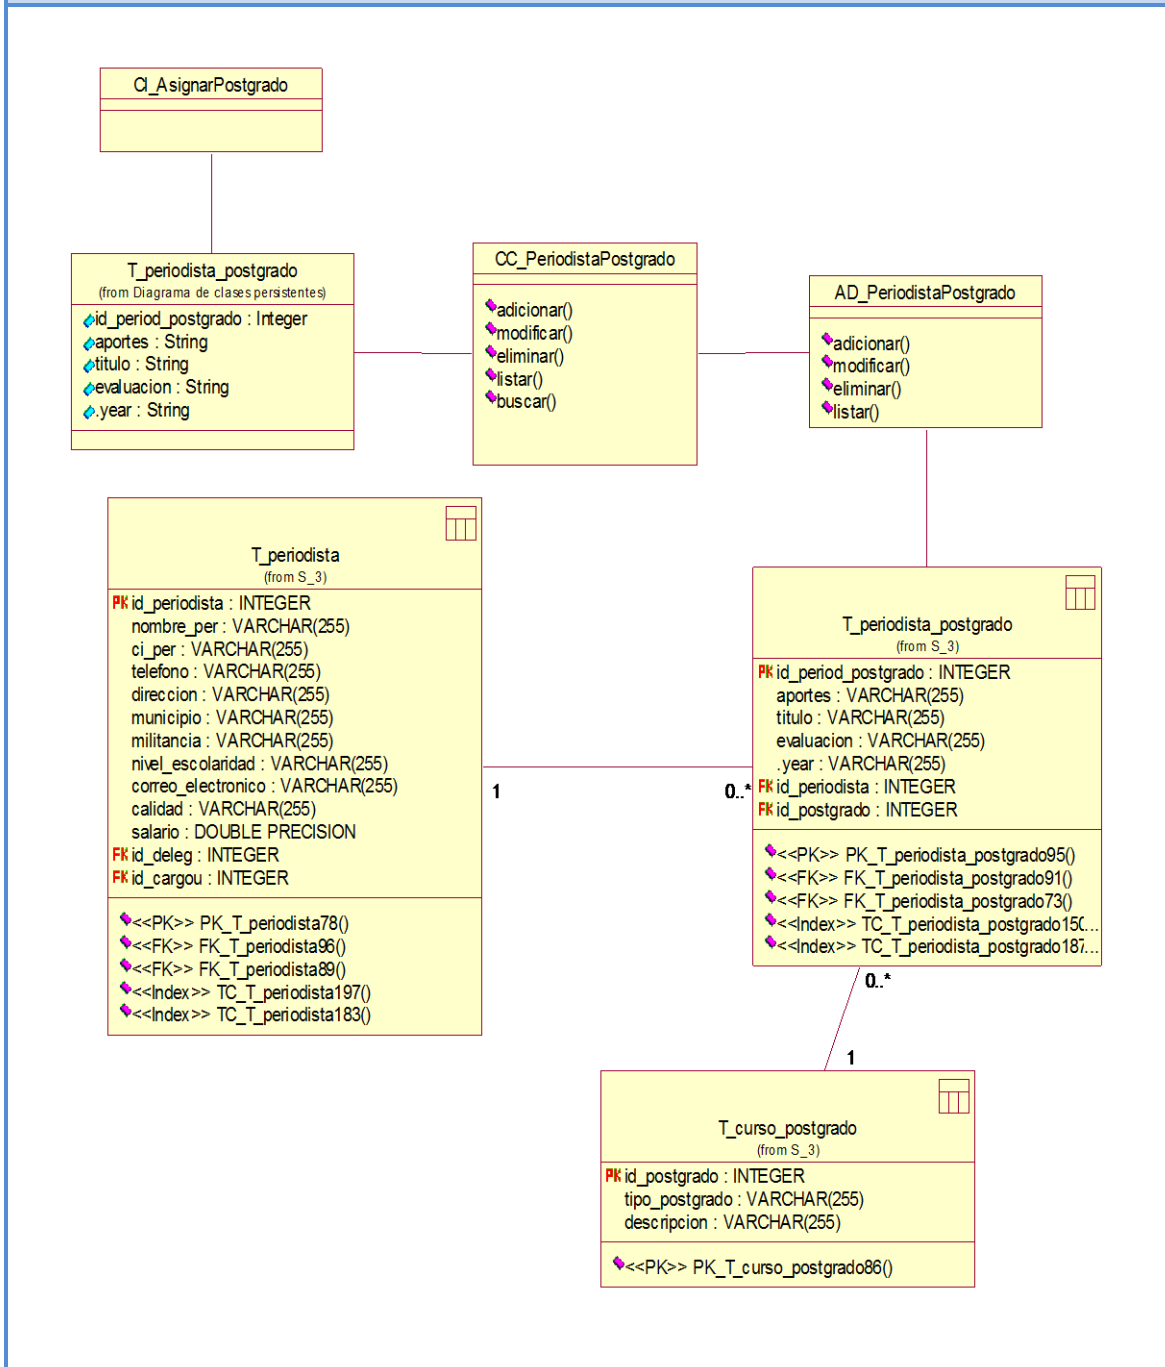 CI_AsignarPostgrado
T_periodista_postgrado
(from Diagrama de clases persistentes)
id_period_postgrado : Integer
aportes : String
titulo : String
evaluacion : String
.year : String
CC_PeriodistaPostgrado
adicionar()
modificar()
eliminar()
listar()
buscar()
AD_PeriodistaPostgrado
adicionar()
modificar()
eliminar()
listar()
T_periodista
(from S_3)
PK id_periodista : INTEGER
nombre_per : VARCHAR(255)
ci_per : VARCHAR(255)
telefono : VARCHAR(255)
direccion : VARCHAR(255)
municipio : VARCHAR(255)
militancia : VARCHAR(255)
nivel_escolaridad : VARCHAR(255)
correo_electronico : VARCHAR(255)
calidad : VARCHAR(255)
salario : DOUBLE PRECISION
FK id_deleg : INTEGER
FK id_cargou : INTEGER
<<PK>> PK_T_periodista78()
<<FK>> FK_T_periodista96()
<<FK>> FK_T_periodista89()
<<Index>> TC_T_periodista197()
<<Index>> TC_T_periodista183()
1
0..*
T_periodista_postgrado
(from S_3)
PK id_period_postgrado : INTEGER
aportes : VARCHAR(255)
titulo : VARCHAR(255)
evaluacion : VARCHAR(255)
.year : VARCHAR(255)
FK id_periodista : INTEGER
FK id_postgrado : INTEGER
<<PK>> PK_T_periodista_postgrado95()
<<FK>> FK_T_periodista_postgrado91()
<<FK>> FK_T_periodista_postgrado73()
<<Index>> TC_T_periodista_postgrado150...
<<Index>> TC_T_periodista_postgrado187...
0..*
1
T_curso_postgrado
(from S_3)
PK id_postgrado : INTEGER
tipo_postgrado : VARCHAR(255)
descripcion : VARCHAR(255)
<<PK>> PK_T_curso_postgrado86()